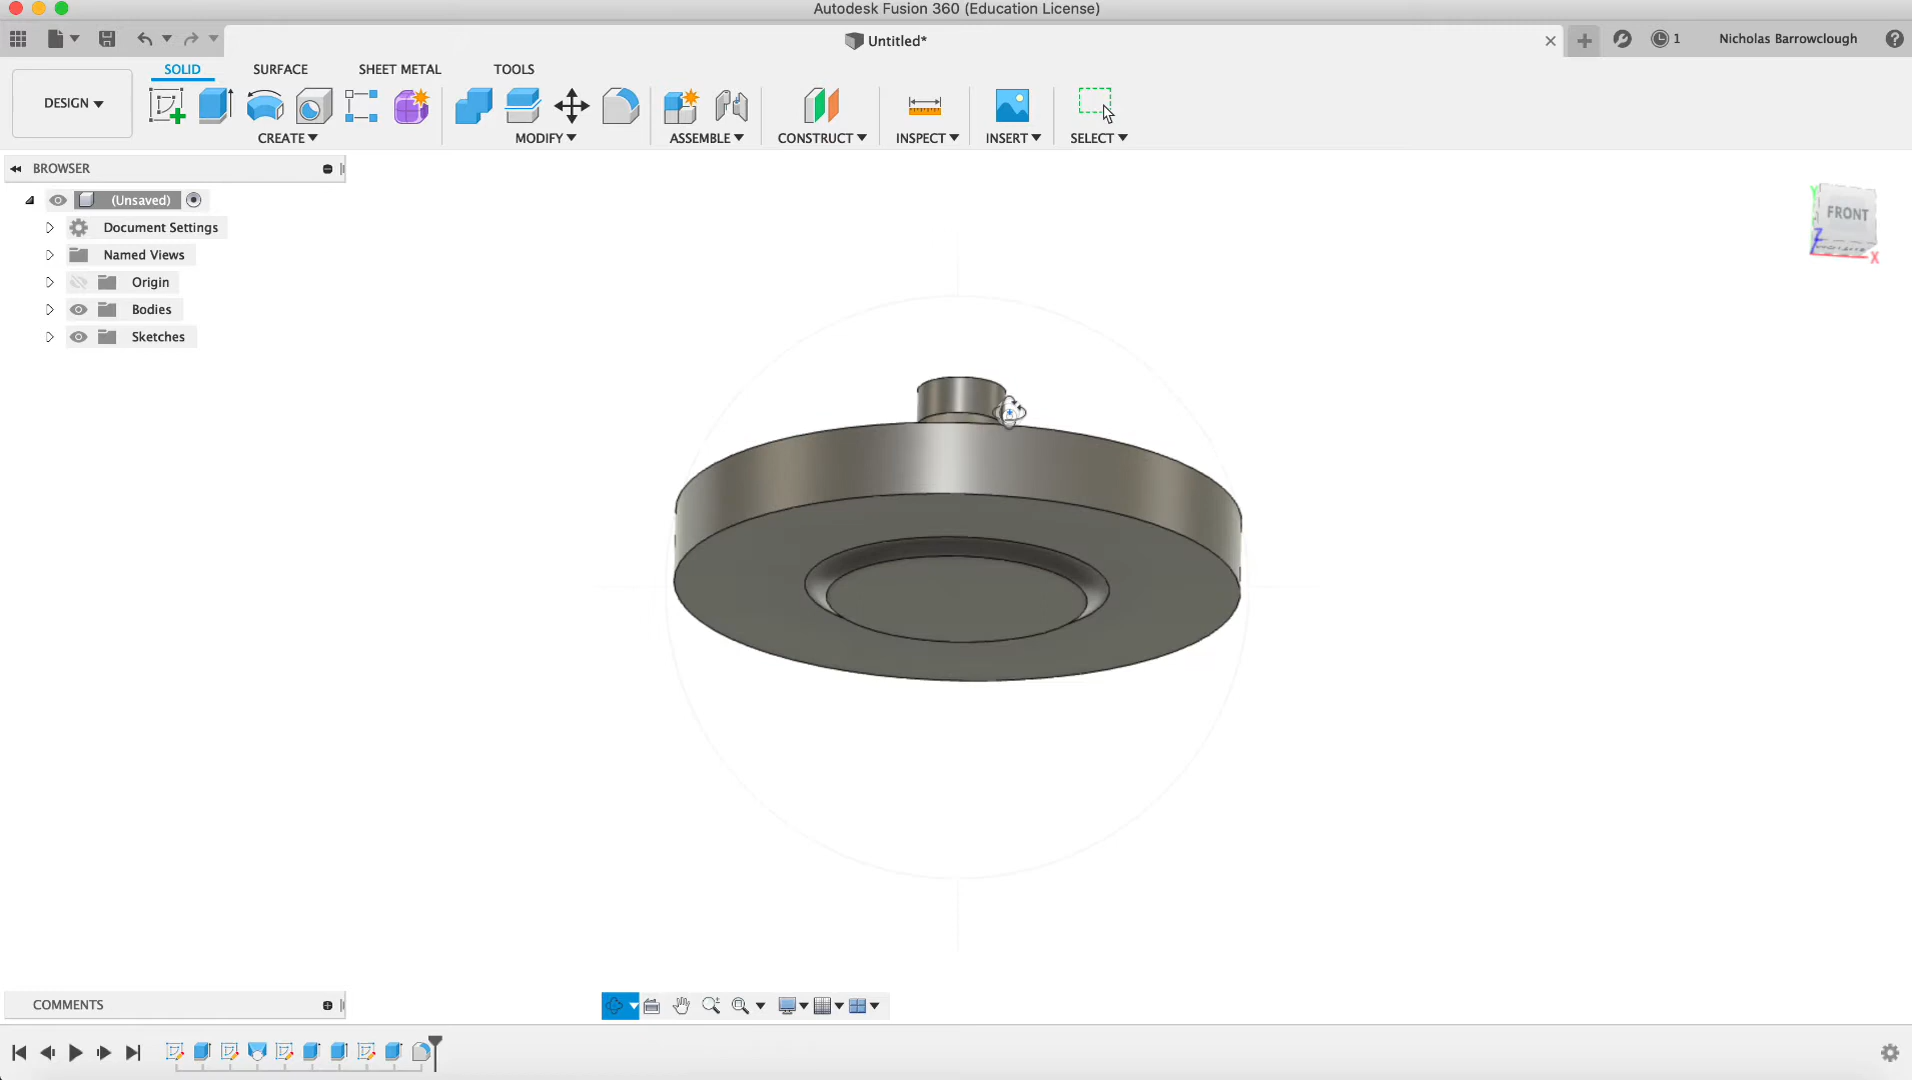 Autodesk Fusion 360 (Education License)
Untitled*
1
Nicholas Barrowclough
SOLID
SURFACE
SHEET METAL
TOOLS
DESIGN
CREATE
MODIFY
ASSEMBLE
CONSTRUCT
INSPECT
INSERT
SELECT
BROWSER
(Unsaved)
Document Settings
Named Views
Origin
Bodies
Sketches
Y
FRONT
Z
X
COMMENTS